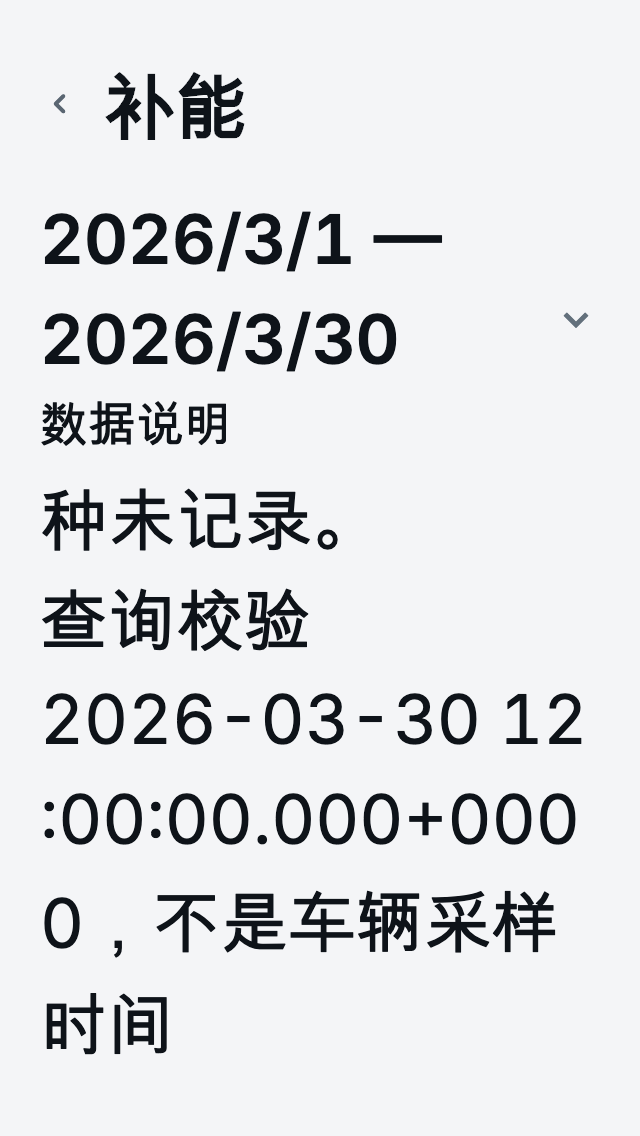 补能
2026/3/1 —
2026/3/30
数据说明
种未记录。
查询校验
2026-03-30 12
:00:00.000+000
0，不是车辆采样
时间